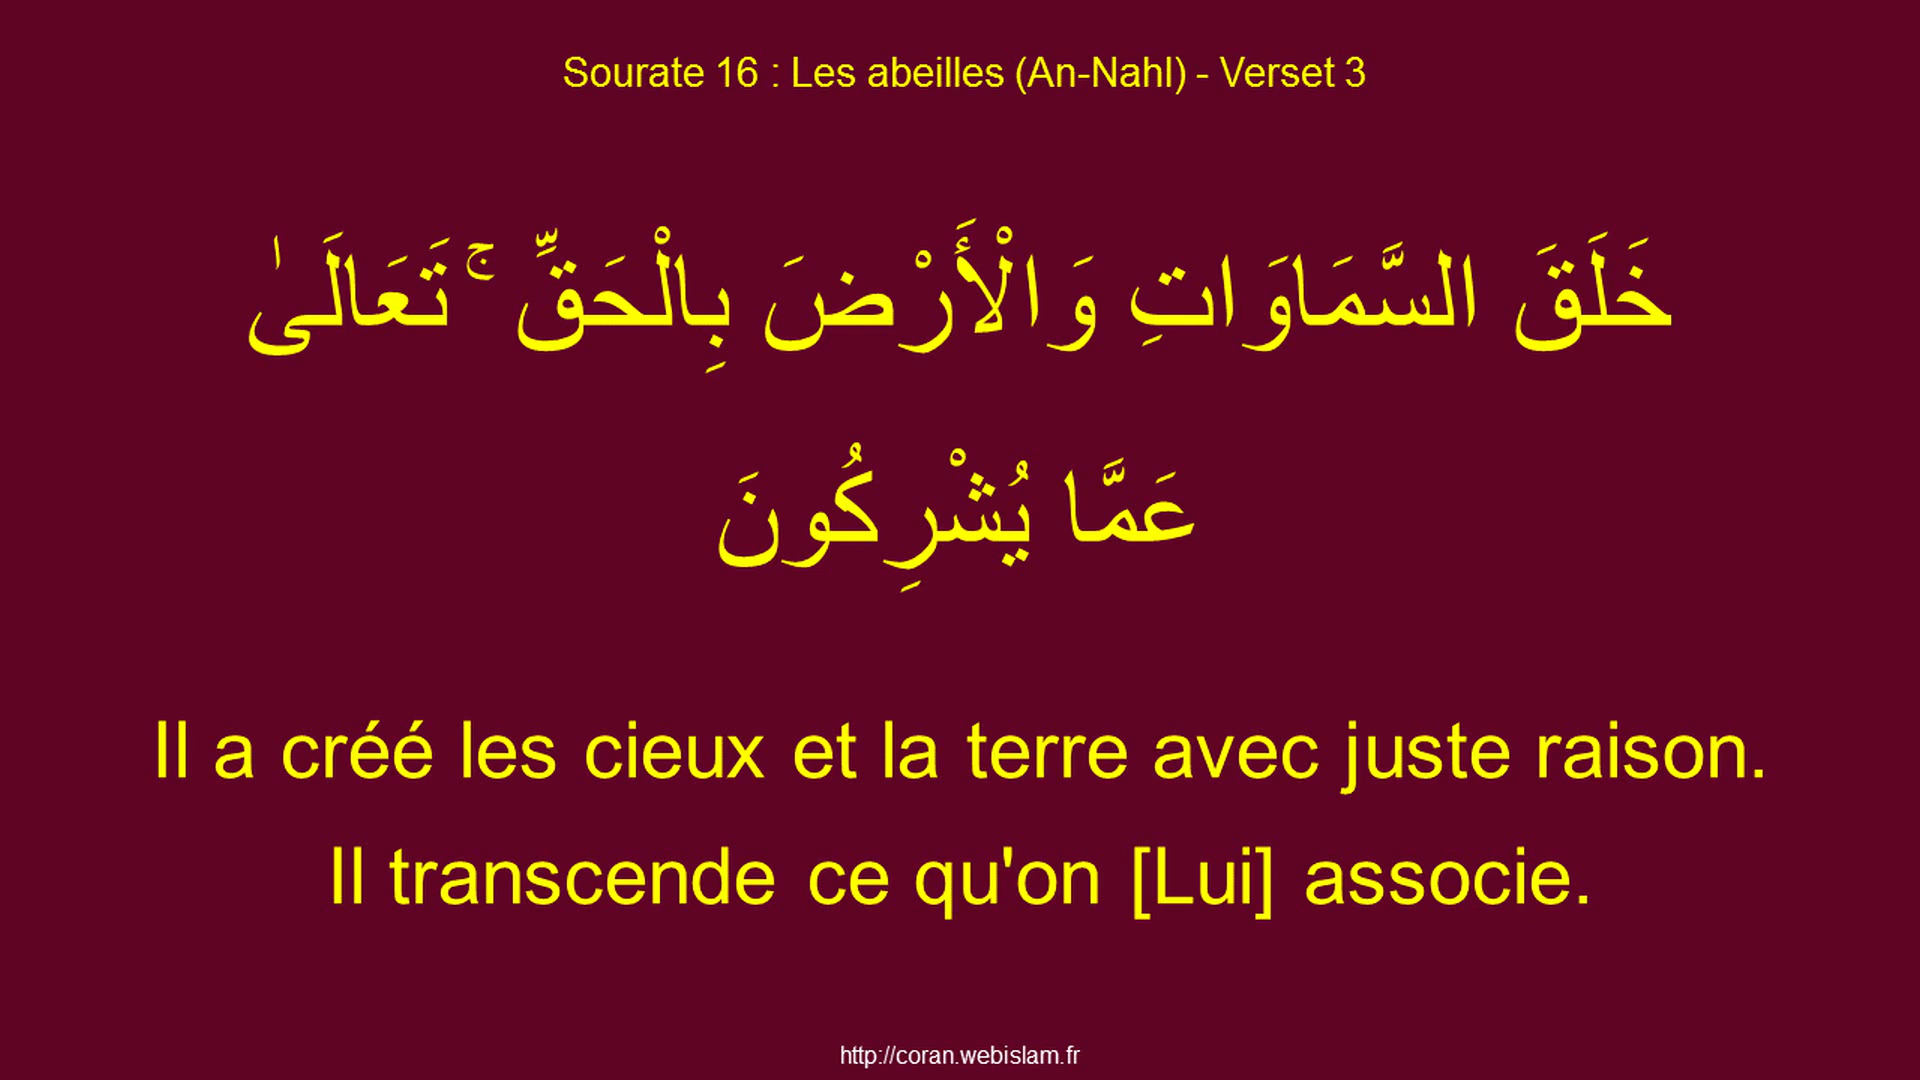 Sourate 16 : Les abeilles (An-Nahl) - Verset 3
خَلَقَ السَّمَاوَاتِ وَالْأَرْضَ بِالْحَقِّ ۚ تَعَالَىٰ
عَمَّا يُشْرِكُونَ
Il a créé les cieux et la terre avec juste raison.
Il transcende ce qu'on [Lui] associe.
http://coran.webislam.fr